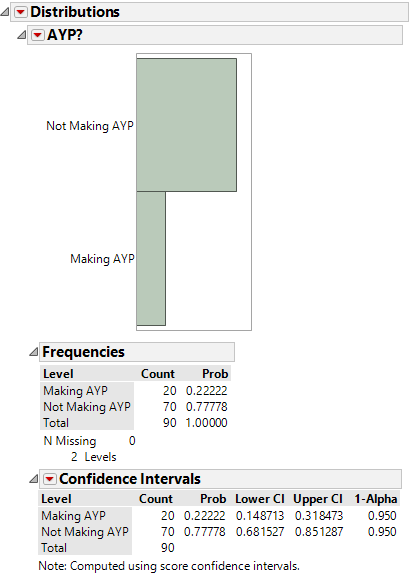 Distributions
AYP?
Not Making AYP
Making AYP
Frequencies
Level Count Prob
Making AYP 20 0.22222
Not Making AYP 70 0.77778
Total 90 1.00000
N Missing 0
2 Levels
Confidence Intervals
Level Count Prob Lower CI Upper CI 1-Alpha
Making AYP 20 0.22222 0.148713 0.318473 0.950
Not Making AYP 70 0.77778 0.681527 0.851287 0.950
Total 90
Note: Computed using score confidence intervals.